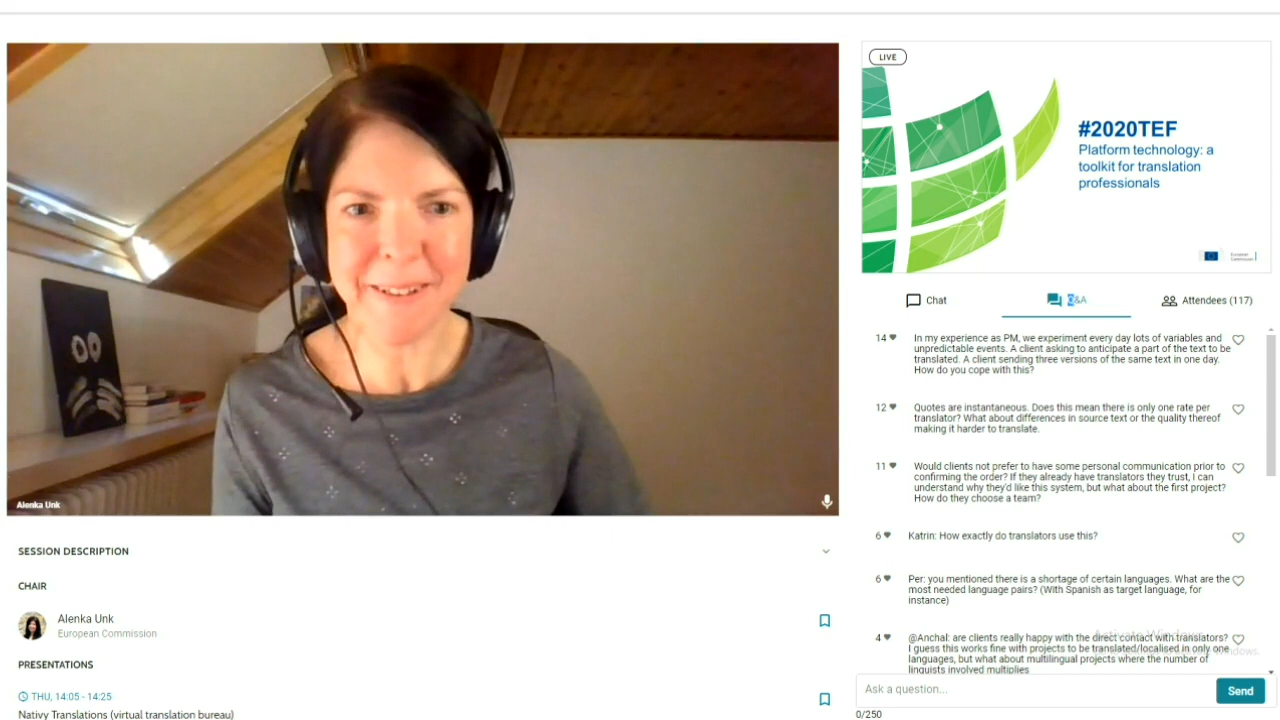 Alenka Unk
SESSION DESCRIPTION
CHAIR
Alenka Unk
European Commission
PRESENTATIONS
THU, 14:05 - 14:25
Nativy Translations (virtual translation bureau)
LIVE
#2020TEF
Platform technology: a
toolkit for translation
professionals
European
Commission
Chat
Q&A
Attendees (117)
14
In my experience as PM, we experiment every day lots of variables and
unpredictable events. A client asking to anticipate a part of the text to be
translated. A client sending three versions of the same text in one day.
How do you cope with this?
12
Quotes are instantaneous. Does this mean there is only one rate per
translator? What about differences in source text or the quality thereof
making it harder to translate.
11
Would clients not prefer to have some personal communication prior to
confirming the order? If they already have translators they trust, I can
understand why they'd like this system, but what about the first project?
How do they choose a team?
6
Katrin: How exactly do translators use this?
6
Per: you mentioned there is a shortage of certain languages. What are the
most needed language pairs? (With Spanish as target language, for
instance)
4
@Anchal: are clients really happy with the direct contact with translators?
I guess this works fine with projects to be translated/localised in only one
languages, but what about multilingual projects where the number of
linguists involved multiplies
Activate Windows
Ask a question...
Send
0/250